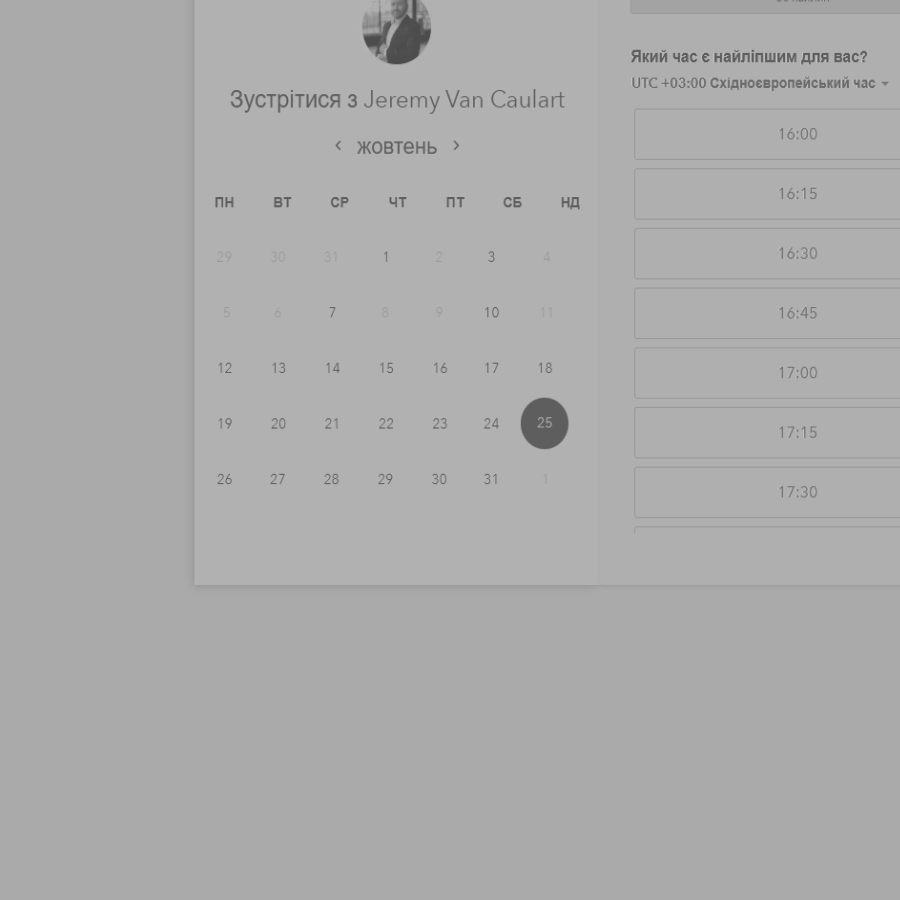 Зустрітися з Jeremy Van Caulart
‹ жовтень ›
ПН ВТ СР ЧТ ПТ СБ НД
29 30 31 1 2 3 4
5 6 7 8 9 10 11
12 13 14 15 16 17 18
19 20 21 22 23 24 25
26 27 28 29 30 31 1
Який час є найліпшим для вас?
UTC +03:00 Східноєвропейський час
16:00
16:15
16:30
16:45
17:00
17:15
17:30